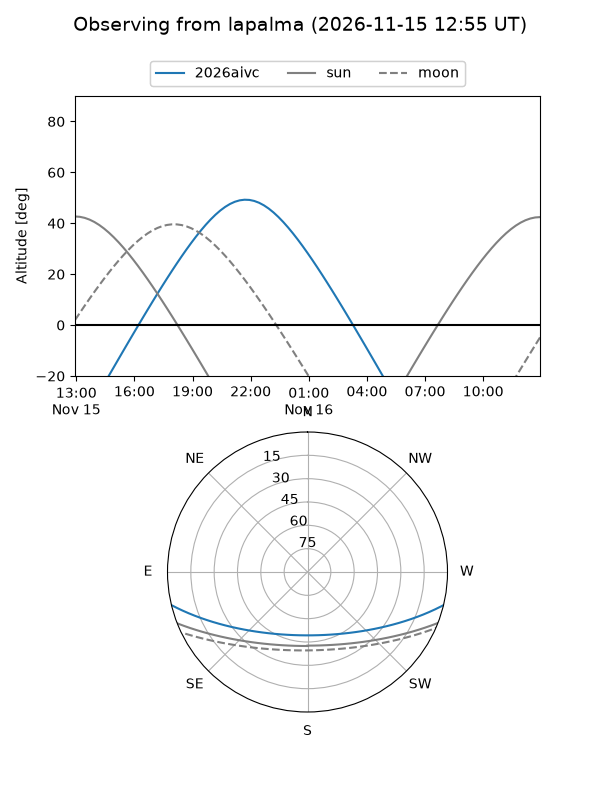 Observing from lapalma (2026-11-15 12:55 UT)
2026aivc sun moon
80
60
40
20
0
−20
Altitude [deg]
13:00 16:00 19:00 22:00 01:00 04:00 07:00 10:00
Nov 15 Nov 16
N
NE NW
15
30
45
60
75
E W
SE SW
S